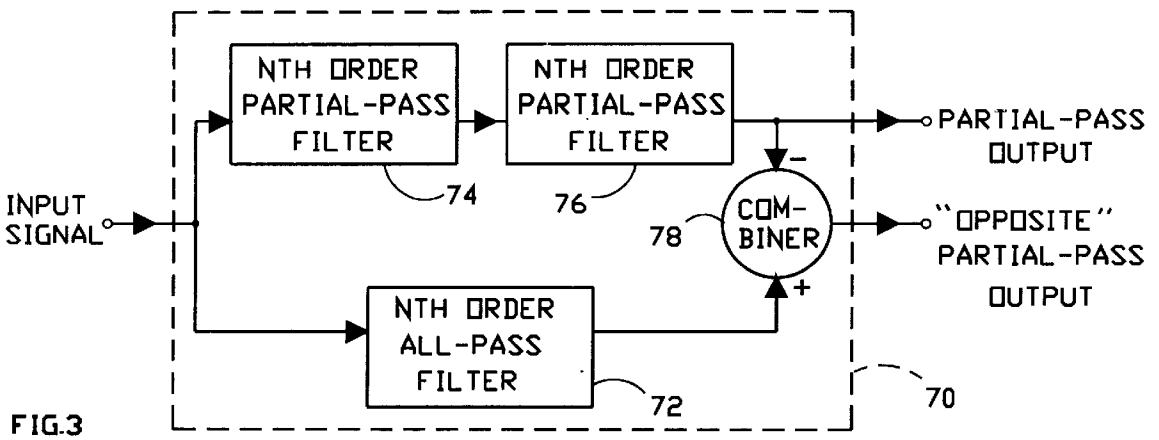 NTH ORDER
PARTIAL-PASS
FILTER
74
NTH ORDER
PARTIAL-PASS
FILTER
76
PARTIAL-PASS
OUTPUT
INPUT
SIGNAL
-
COM-
BINER
78
+
"OPPOSITE"
PARTIAL-PASS
OUTPUT
NTH ORDER
ALL-PASS
FILTER
72
70
FIG.3